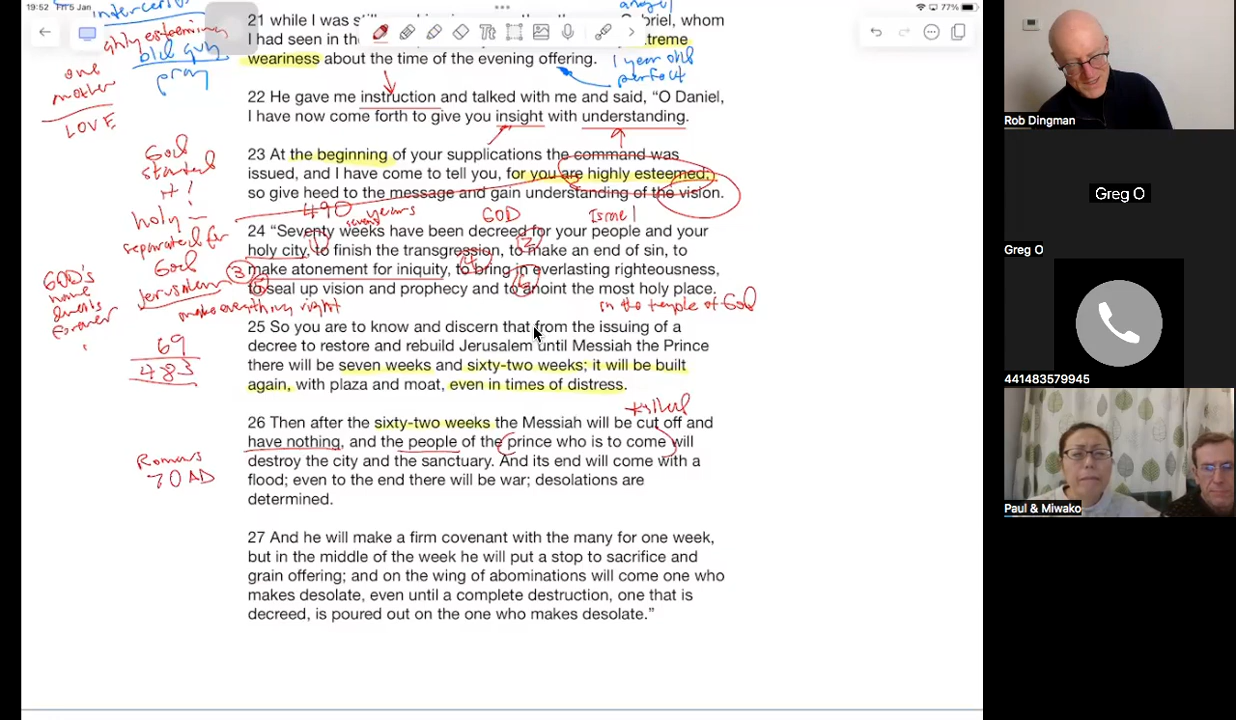 19:52 Fri 5 Jan
77%
ghly esteeming
one
mother
LOVE
pray
God
started
it!
holy -
separated for
God
Jerusalem
GOD's
name
forever
69
483
Romans
70 AD
21 while I was
briel, whom
I had seen in the
treme
weariness about the time of the evening offering.
1 year old
perfect
22 He gave me instruction and talked with me and said, “O Daniel,
I have now come forth to give you insight with understanding.
23 At the beginning of your supplications the command was
issued, and I have come to tell you, for you are highly esteemed;
so give heed to the message and gain understanding of the vision.
490 years
sevens
GOD
Israel
24 “Seventy weeks have been decreed for your people and your
holy city, to finish the transgression, to make an end of sin, to
make atonement for iniquity, to bring in everlasting righteousness,
to seal up vision and prophecy and to anoint the most holy place.
make everything right
in the temple of God
25 So you are to know and discern that from the issuing of a
decree to restore and rebuild Jerusalem until Messiah the Prince
there will be seven weeks and sixty-two weeks; it will be built
again, with plaza and moat, even in times of distress.
killed
26 Then after the sixty-two weeks the Messiah will be cut off and
have nothing, and the people of the prince who is to come will
destroy the city and the sanctuary. And its end will come with a
flood; even to the end there will be war; desolations are
determined.
27 And he will make a firm covenant with the many for one week,
but in the middle of the week he will put a stop to sacrifice and
grain offering; and on the wing of abominations will come one who
makes desolate, even until a complete destruction, one that is
decreed, is poured out on the one who makes desolate.”
Rob Dingman
Greg O
Greg O
441483579945
Paul & Miwako